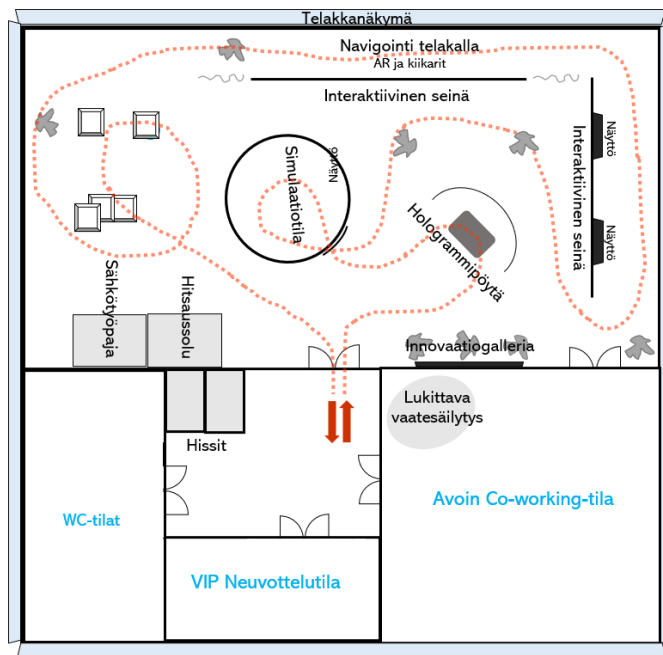 Telakkanäkymä
Navigointi telakalla
AR ja kiikarit
Interaktiivinen seinä
Näyttö
Interaktiivinen seinä
Näyttö
Simulaatiotila
Näyttö
Hologrammipöytä
Sähkötyöpaja
Hitsaussolu
Innovaatiogalleria
Lukittava
vaatesäilytys
Hissit
Avoin Co-working-tila
WC-tilat
VIP Neuvottelutila